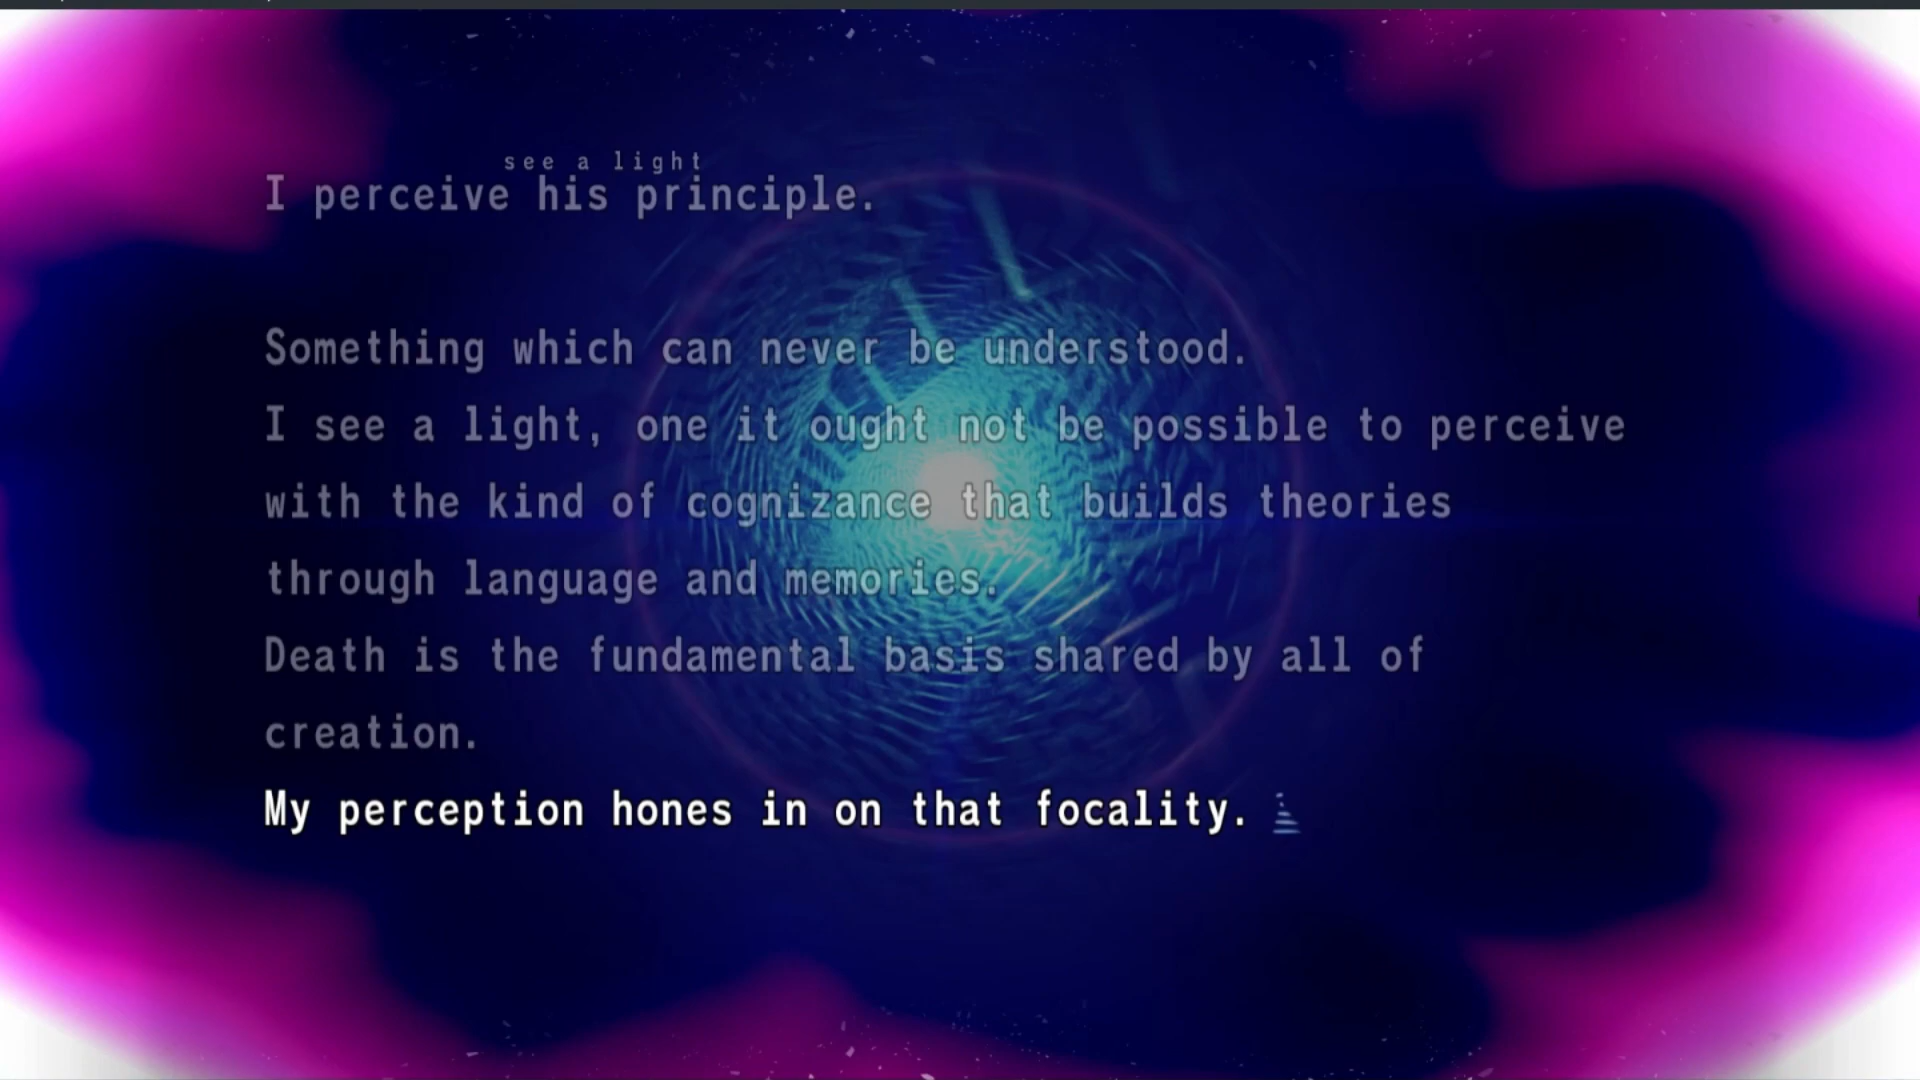 see a light
I perceive his principle.
Something which can never be understood.
I see a light, one it ought not be possible to perceive
with the kind of cognizance that builds theories
through language and memories.
Death is the fundamental basis shared by all of
creation.
My perception hones in on that focality.